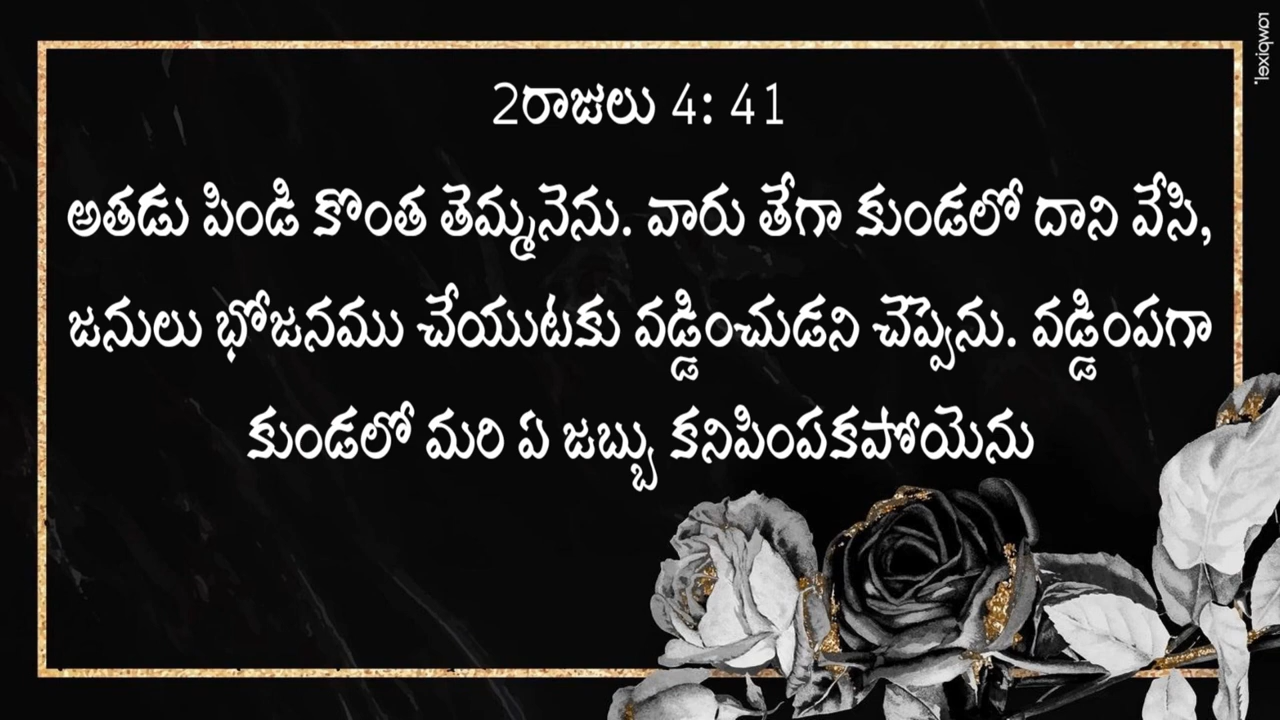 rawpixel.
2రాజులు 4: 41
అతడు పిండి కొంత తెమ్మనెను. వారు తేగా కుండలో దాని వేసి,
జనులు భోజనము చేయుటకు వడ్డించుడని చెప్పెను. వడ్డింపగా
కుండలో మరి ఏ జబ్బు కనిపింపకపోయెను